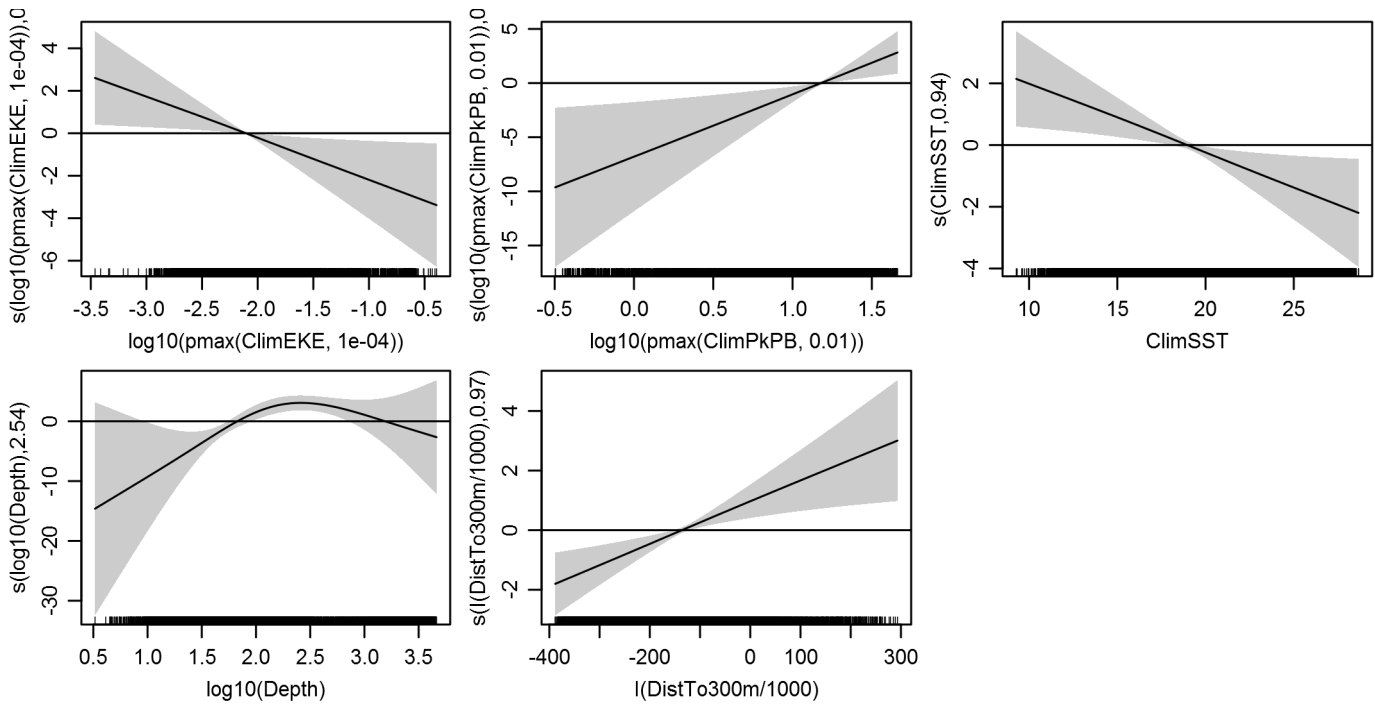 s(log10(pmax(ClimEKE, 1e-04)),0
4
2
0
-2
-4
-6
-3.5 -3.0 -2.5 -2.0 -1.5 -1.0 -0.5
log10(pmax(ClimEKE, 1e-04))
s(log10(pmax(ClimPkPB, 0.01)),0
5
0
-5
-10
-15
-0.5 0.0 0.5 1.0 1.5
log10(pmax(ClimPkPB, 0.01))
s(ClimSST,0.94)
2
0
-2
-4
10 15 20 25
ClimSST
s(log10(Depth),2.54)
0
-10
-20
-30
0.5 1.0 1.5 2.0 2.5 3.0 3.5
log10(Depth)
s(I(DistTo300m/1000),0.97)
4
2
0
-2
-400 -200 0 100 300
I(DistTo300m/1000)